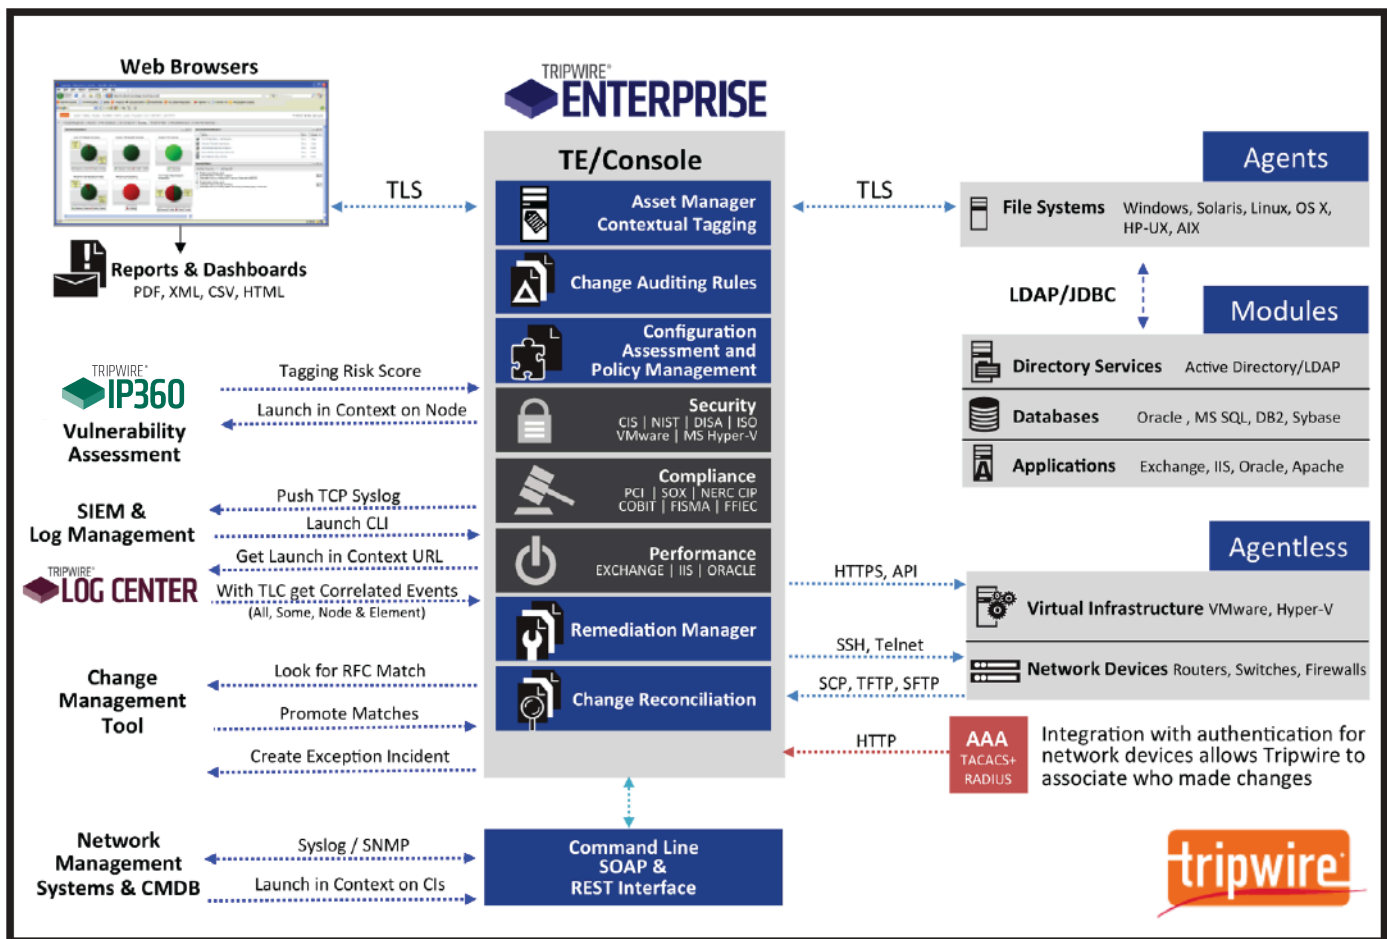 Web Browsers
TRIPWIRE®
ENTERPRISE
TE/Console
TLS
Reports & Dashboards
PDF, XML, CSV, HTML
TRIPWIRE®
IP360
Vulnerability
Assessment
Tagging Risk Score
Launch in Context on Node
SIEM &
Log Management
Push TCP Syslog
Launch CLI
Get Launch in Context URL
TRIPWIRE®
LOG CENTER
With TLC get Correlated Events
(All, Some, Node & Element)
Change
Management
Tool
Look for RFC Match
Promote Matches
Create Exception Incident
Network
Management
Systems & CMDB
Syslog / SNMP
Launch in Context on CIs
Asset Manager
Contextual Tagging
Change Auditing Rules
Configuration
Assessment and
Policy Management
Security
CIS | NIST | DISA | ISO
VMware | MS Hyper-V
Compliance
PCI | SOX | NERC CIP
COBIT | FISMA | FFIEC
Performance
EXCHANGE | IIS | ORACLE
Remediation Manager
Change Reconciliation
Command Line
SOAP &
REST Interface
TLS
Agents
File Systems Windows, Solaris, Linux, OS X,
HP-UX, AIX
LDAP/JDBC
Modules
Directory Services Active Directory/LDAP
Databases Oracle , MS SQL, DB2, Sybase
A
Applications Exchange, IIS, Oracle, Apache
Agentless
HTTPS, API
Virtual Infrastructure VMware, Hyper-V
SSH, Telnet
Network Devices Routers, Switches, Firewalls
SCP, TFTP, SFTP
HTTP
AAA
TACACS+
RADIUS
Integration with authentication for
network devices allows Tripwire to
associate who made changes
tripwire